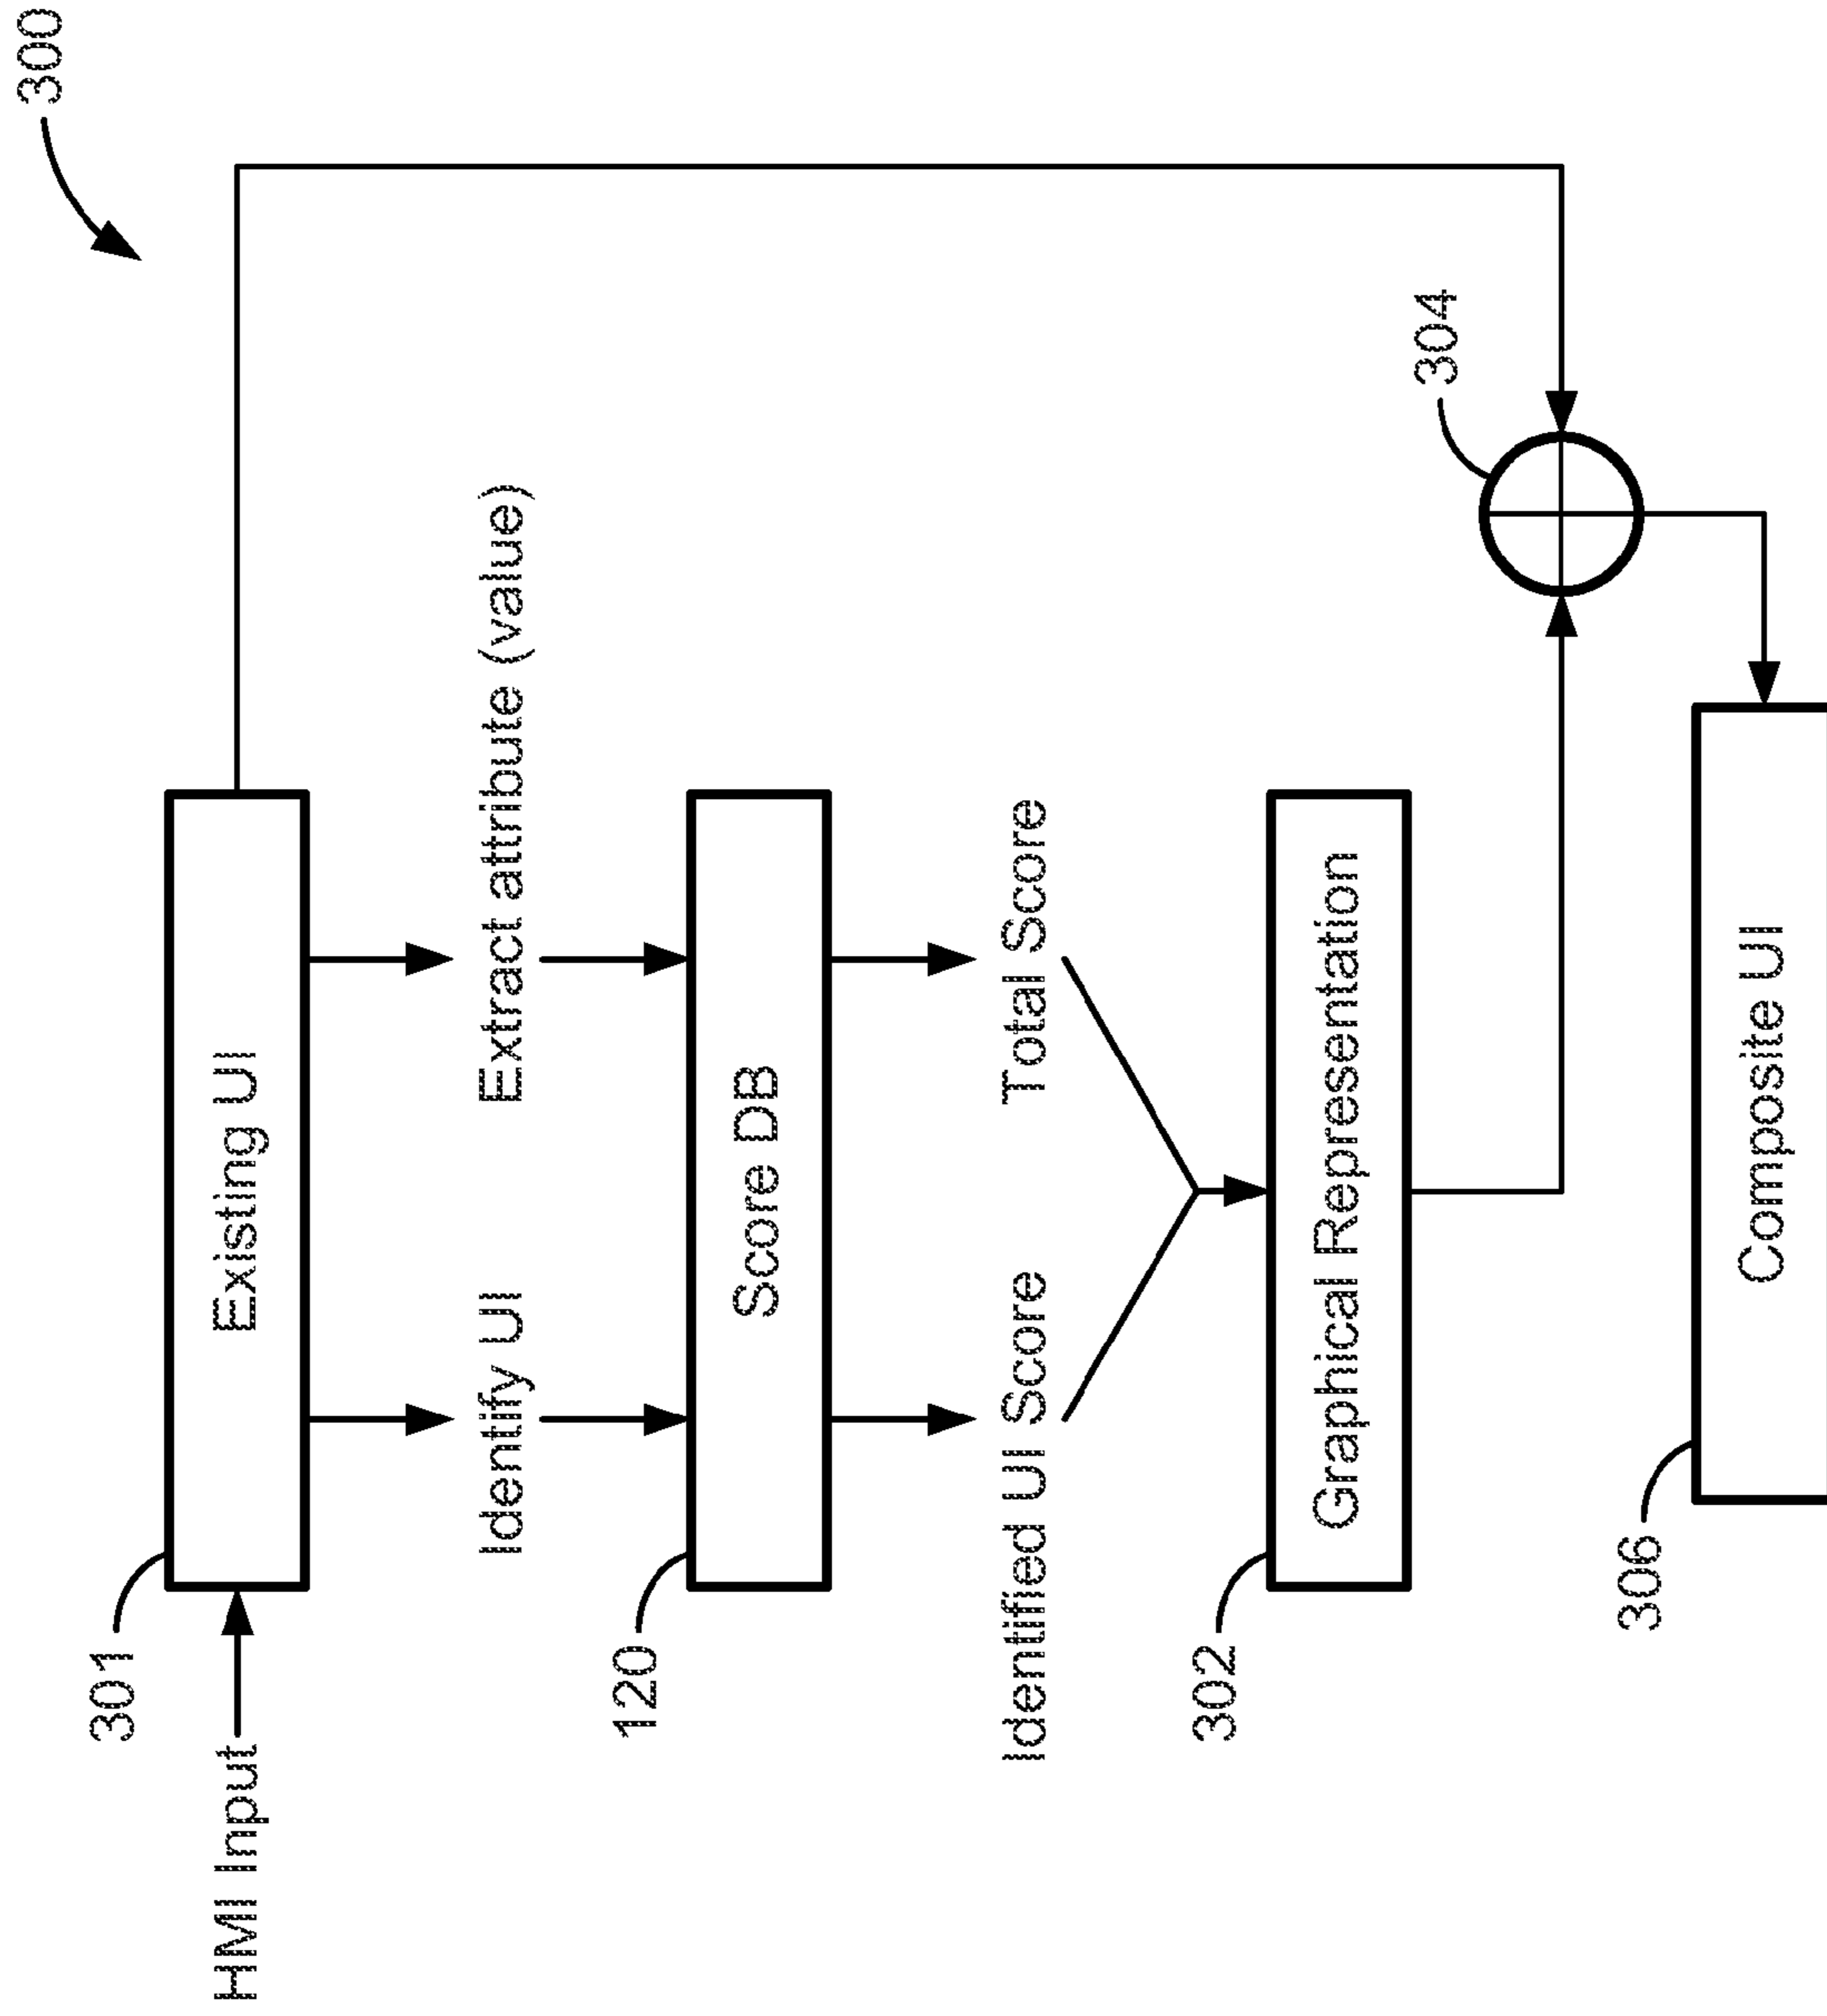 300
301
HMI Input
Existing UI
Identify UI
Extract attribute (value)
120
Score DB
Identified UI Score
Total Score
302
Graphical Representation
304
306
Composite UI